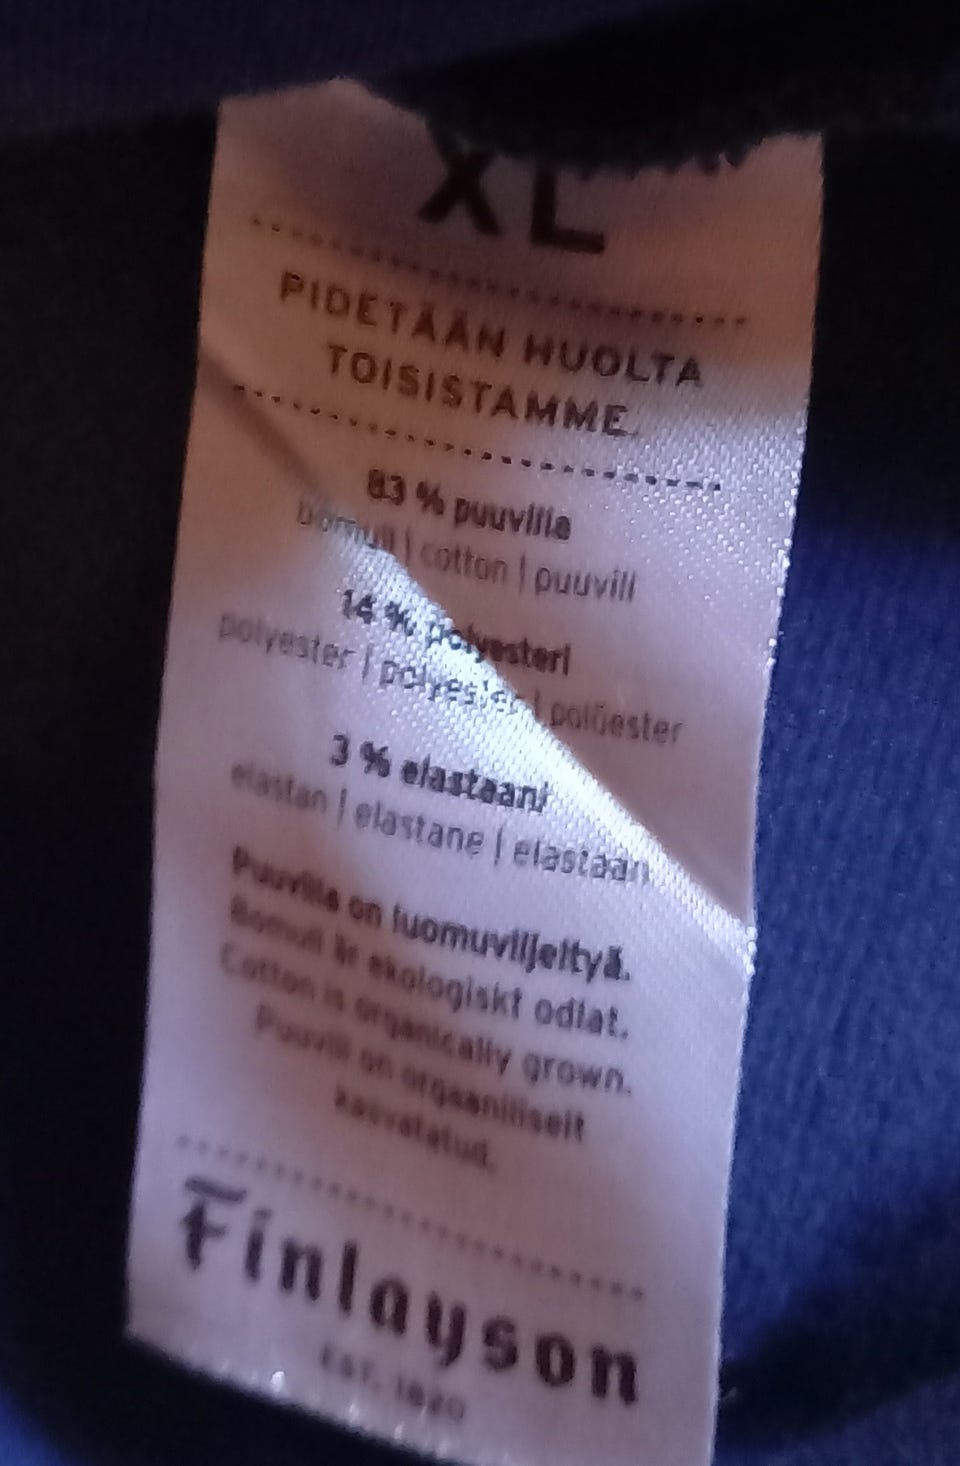 XL
PIDETÄÄN HUOLTA
TOISISTAMME.
83 % puuvilla
bomull | cotton | puuvill
14 % polyesteri
polyester | polyester | polüester
3 % elastaani
elastan | elastane | elastaan
Puuvilla on luomuviljeltyä.
Bomull är ekologiskt odlat.
Cotton is organically grown.
Puuvill on orgaaniliselt
kasvatatud.
Finlayson
EST. 1820